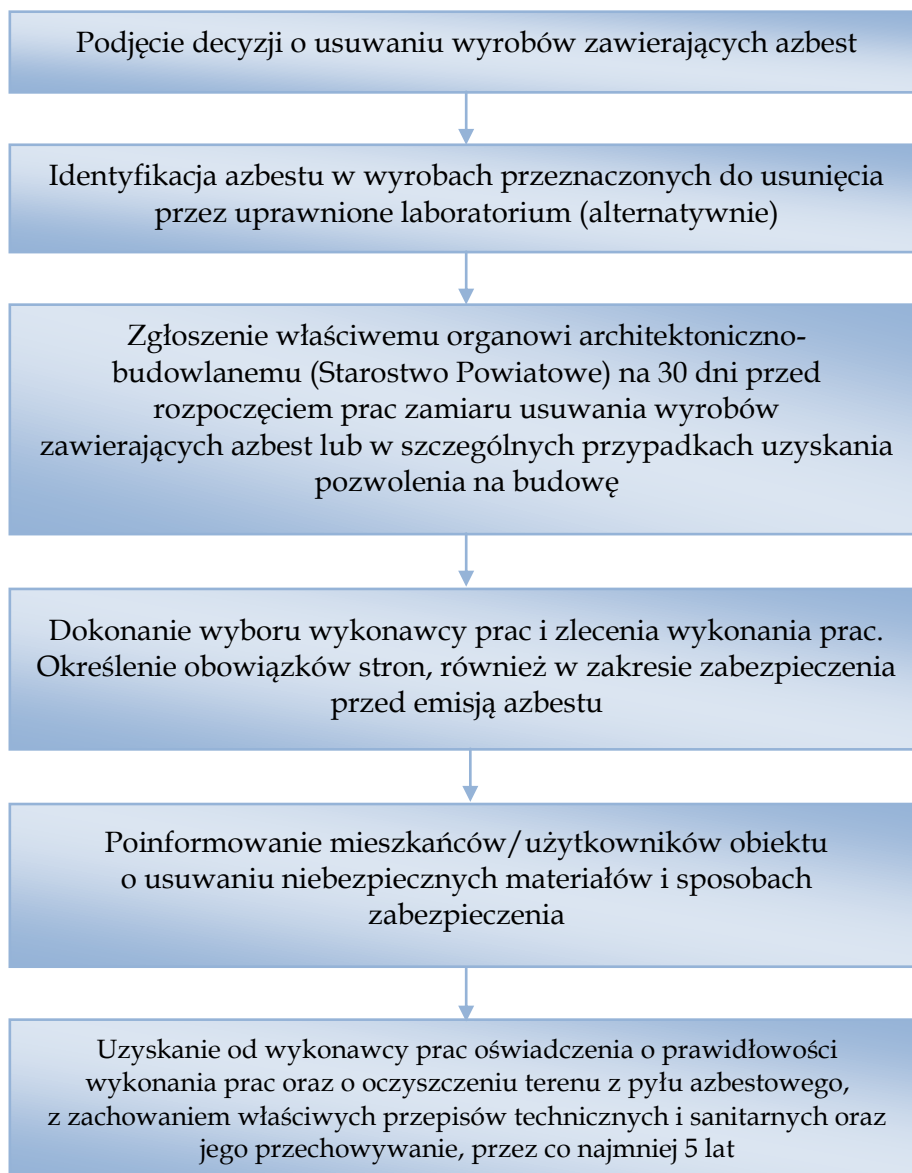 Podjęcie decyzji o usuwaniu wyrobów zawierających azbest
Identyfikacja azbestu w wyrobach przeznaczonych do usunięcia
przez uprawnione laboratorium (alternatywnie)
Zgłoszenie właściwemu organowi architektoniczno-
budowlanemu (Starostwo Powiatowe) na 30 dni przed
rozpoczęciem prac zamiaru usuwania wyrobów
zawierających azbest lub w szczególnych przypadkach uzyskania
pozwolenia na budowę
Dokonanie wyboru wykonawcy prac i zlecenia wykonania prac.
Określenie obowiązków stron, również w zakresie zabezpieczenia
przed emisją azbestu
Poinformowanie mieszkańców/użytkowników obiektu
o usuwaniu niebezpiecznych materiałów i sposobach
zabezpieczenia
Uzyskanie od wykonawcy prac oświadczenia o prawidłowości
wykonania prac oraz o oczyszczeniu terenu z pyłu azbestowego,
z zachowaniem właściwych przepisów technicznych i sanitarnych oraz
jego przechowywanie, przez co najmniej 5 lat